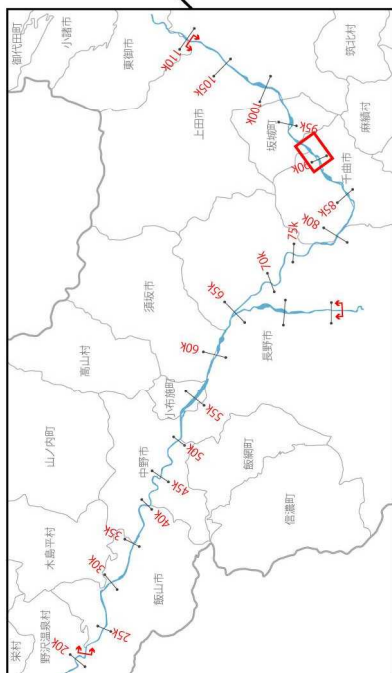 御代田町
小諸市
東御市
110k
105k
上田市
100k
坂城町
95k
90k
筑北村
麻績村
千曲市
85k
80k
75k
70k
65k
須坂市
長野市
60k
高山村
小布施町
55k
50k
中野市
45k
飯綱町
信濃町
山ノ内町
40k
35k
木島平村
30k
飯山市
25k
20k
野沢温泉村
栄村